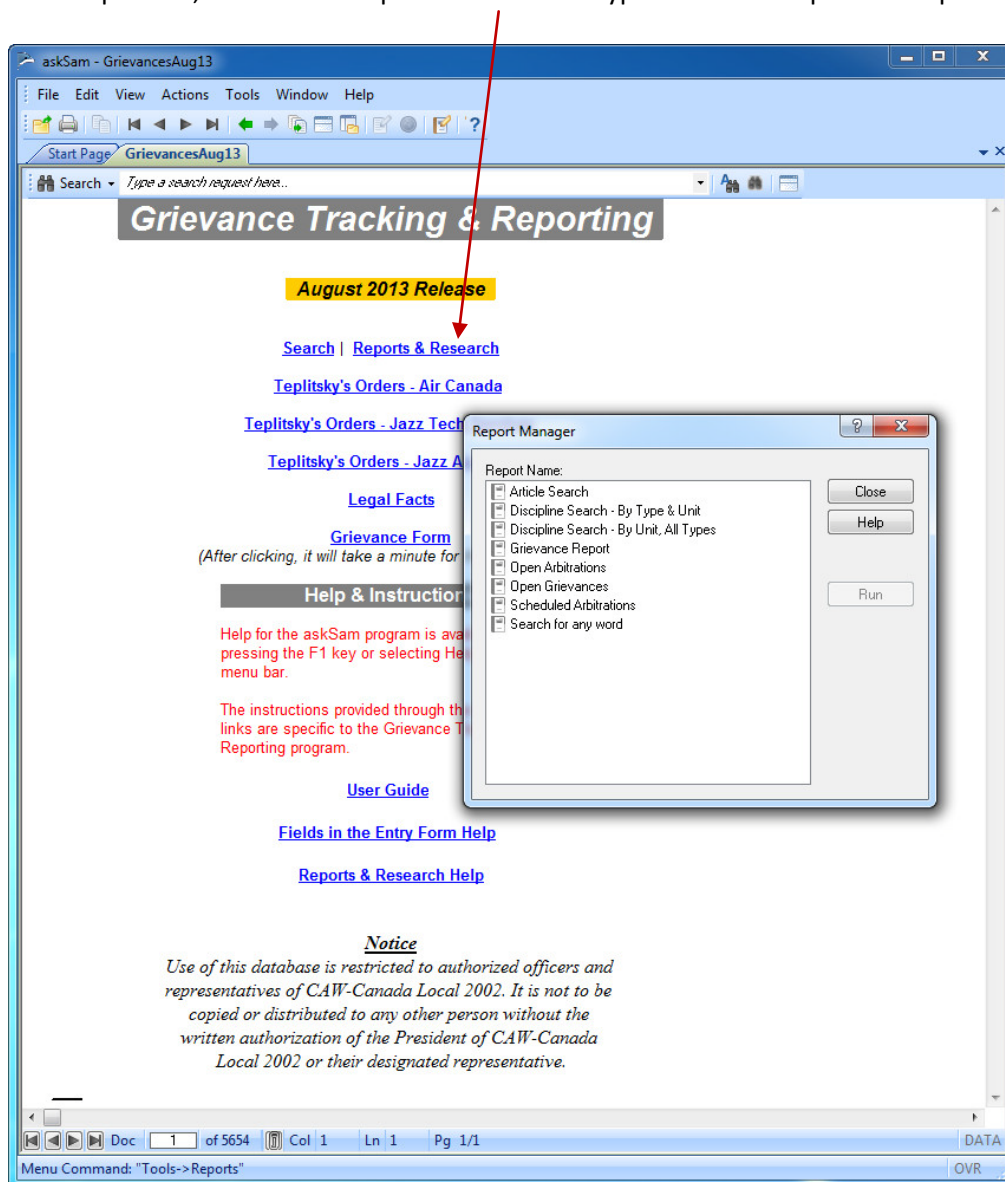 askSam - GrievancesAug13
File Edit View Actions Tools Window Help
Start Page GrievancesAug13
Search Type a search request here...
Grievance Tracking & Reporting
August 2013 Release
Search | Reports & Research
Teplitsky's Orders - Air Canada
Teplitsky's Orders - Jazz Tech
Teplitsky's Orders - Jazz A
Legal Facts
Grievance Form
(After clicking, it will take a minute for
Help & Instruction
Help for the askSam program is ava
pressing the F1 key or selecting He
menu bar.
The instructions provided through th
links are specific to the Grievance T
Reporting program.
User Guide
Fields in the Entry Form Help
Reports & Research Help
Notice
Use of this database is restricted to authorized officers and
representatives of CAW-Canada Local 2002. It is not to be
copied or distributed to any other person without the
written authorization of the President of CAW-Canada
Local 2002 or their designated representative.
Report Manager
Report Name:
Article Search
Discipline Search - By Type & Unit
Discipline Search - By Unit, All Types
Grievance Report
Open Arbitrations
Open Grievances
Scheduled Arbitrations
Search for any word
Close
Help
Run
Doc 1 of 5654 Col 1 Ln 1 Pg 1/1 DATA
Menu Command: "Tools->Reports" OVR